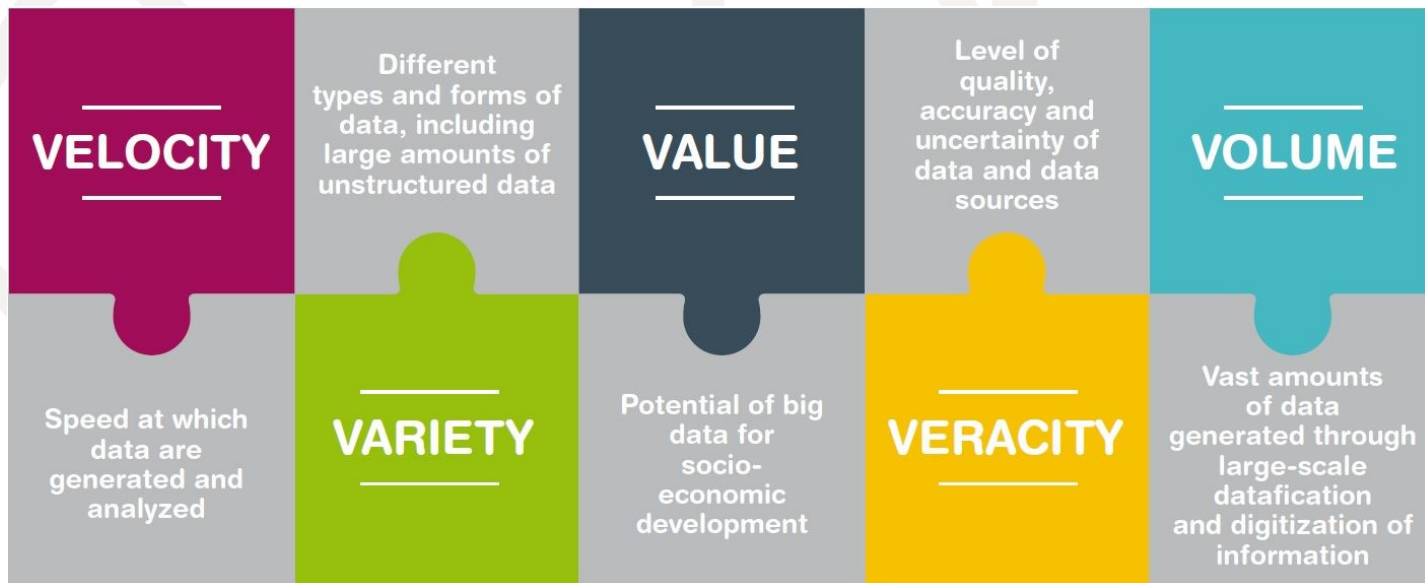 VELOCITY
Speed at which
data are
generated and
analyzed
Different
types and forms of
data, including
large amounts of
unstructured data
VARIETY
VALUE
Potential of big
data for
socio-
economic
development
Level of
quality,
accuracy and
uncertainty of
data and data
sources
VERACITY
VOLUME
Vast amounts
of data
generated through
large-scale
datafication
and digitization of
information